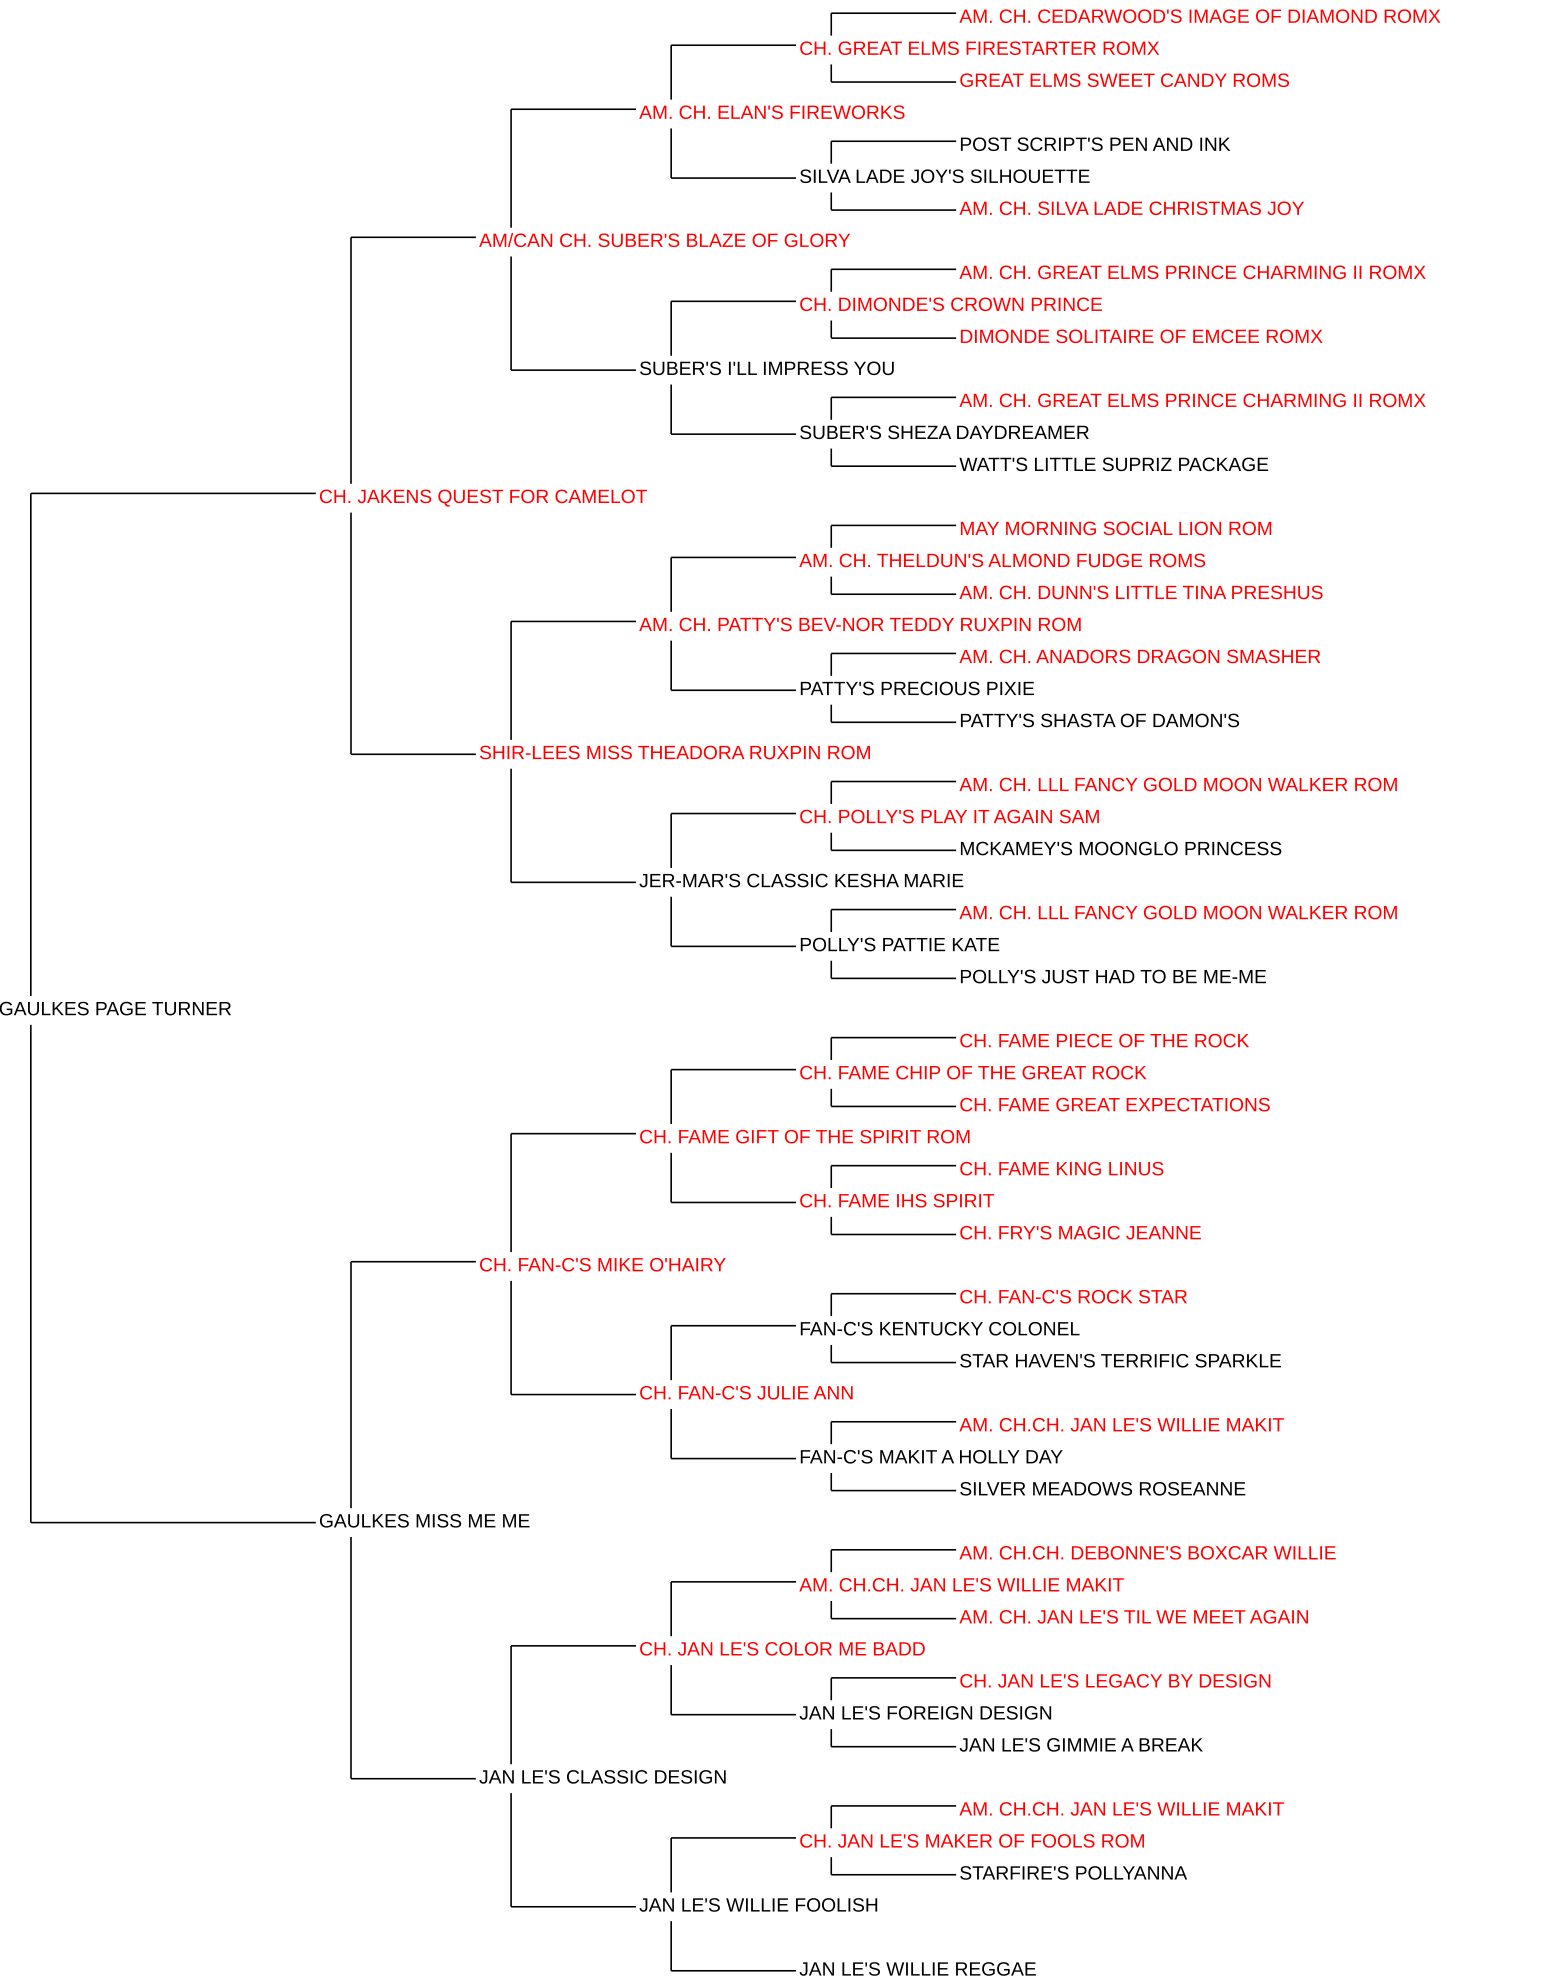 AM. CH. CEDARWOOD'S IMAGE OF DIAMOND ROMX
CH. GREAT ELMS FIRESTARTER ROMX
GREAT ELMS SWEET CANDY ROMS
AM. CH. ELAN'S FIREWORKS
POST SCRIPT'S PEN AND INK
SILVA LADE JOY'S SILHOUETTE
AM. CH. SILVA LADE CHRISTMAS JOY
AM/CAN CH. SUBER'S BLAZE OF GLORY
AM. CH. GREAT ELMS PRINCE CHARMING II ROMX
CH. DIMONDE'S CROWN PRINCE
DIMONDE SOLITAIRE OF EMCEE ROMX
SUBER'S I'LL IMPRESS YOU
AM. CH. GREAT ELMS PRINCE CHARMING II ROMX
SUBER'S SHEZA DAYDREAMER
WATT'S LITTLE SUPRIZ PACKAGE
CH. JAKENS QUEST FOR CAMELOT
MAY MORNING SOCIAL LION ROM
AM. CH. THELDUN'S ALMOND FUDGE ROMS
AM. CH. DUNN'S LITTLE TINA PRESHUS
AM. CH. PATTY'S BEV-NOR TEDDY RUXPIN ROM
AM. CH. ANADORS DRAGON SMASHER
PATTY'S PRECIOUS PIXIE
PATTY'S SHASTA OF DAMON'S
SHIR-LEES MISS THEADORA RUXPIN ROM
AM. CH. LLL FANCY GOLD MOON WALKER ROM
CH. POLLY'S PLAY IT AGAIN SAM
MCKAMEY'S MOONGLO PRINCESS
JER-MAR'S CLASSIC KESHA MARIE
AM. CH. LLL FANCY GOLD MOON WALKER ROM
POLLY'S PATTIE KATE
POLLY'S JUST HAD TO BE ME-ME
GAULKES PAGE TURNER
CH. FAME PIECE OF THE ROCK
CH. FAME CHIP OF THE GREAT ROCK
CH. FAME GREAT EXPECTATIONS
CH. FAME GIFT OF THE SPIRIT ROM
CH. FAME KING LINUS
CH. FAME IHS SPIRIT
CH. FRY'S MAGIC JEANNE
CH. FAN-C'S MIKE O'HAIRY
CH. FAN-C'S ROCK STAR
FAN-C'S KENTUCKY COLONEL
STAR HAVEN'S TERRIFIC SPARKLE
CH. FAN-C'S JULIE ANN
AM. CH.CH. JAN LE'S WILLIE MAKIT
FAN-C'S MAKIT A HOLLY DAY
SILVER MEADOWS ROSEANNE
GAULKES MISS ME ME
AM. CH.CH. DEBONNE'S BOXCAR WILLIE
AM. CH.CH. JAN LE'S WILLIE MAKIT
AM. CH. JAN LE'S TIL WE MEET AGAIN
CH. JAN LE'S COLOR ME BADD
CH. JAN LE'S LEGACY BY DESIGN
JAN LE'S FOREIGN DESIGN
JAN LE'S GIMMIE A BREAK
JAN LE'S CLASSIC DESIGN
AM. CH.CH. JAN LE'S WILLIE MAKIT
CH. JAN LE'S MAKER OF FOOLS ROM
STARFIRE'S POLLYANNA
JAN LE'S WILLIE FOOLISH
JAN LE'S WILLIE REGGAE